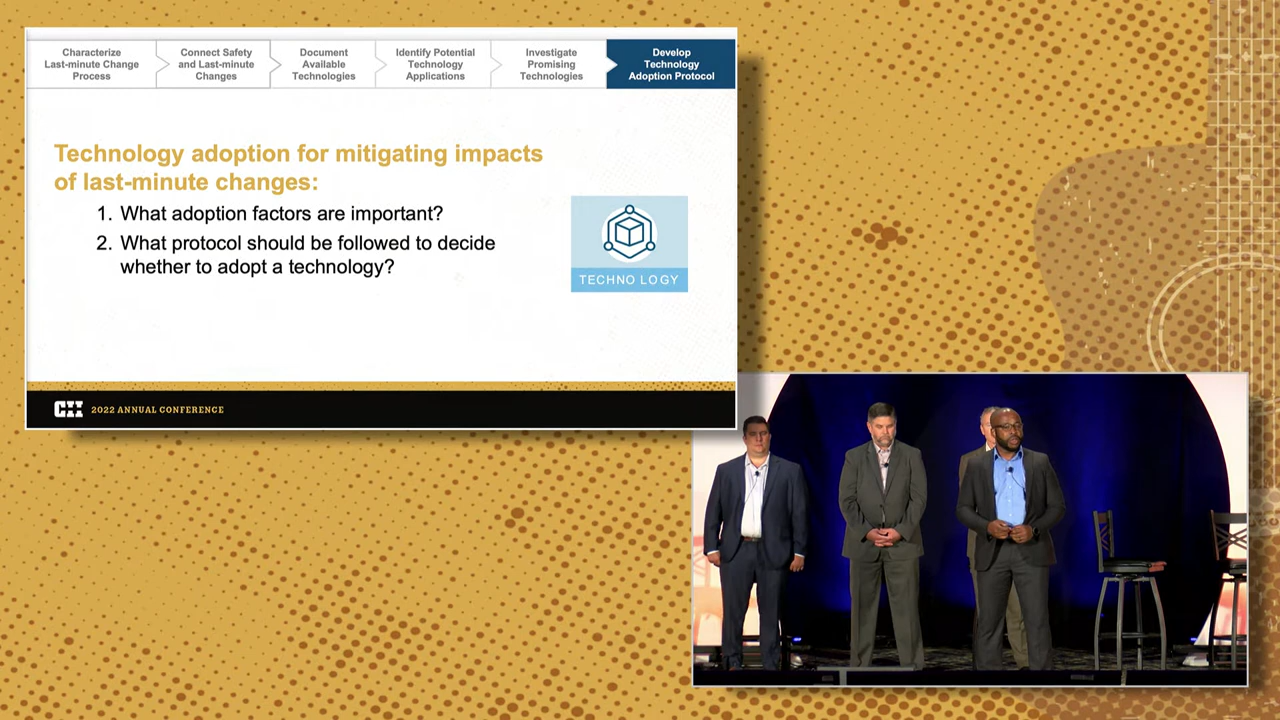 Characterize
Last-minute Change
Process
Connect Safety
and Last-minute
Changes
Document
Available
Technologies
Identify Potential
Technology
Applications
Investigate
Promising
Technologies
Develop
Technology
Adoption Protocol
Technology adoption for mitigating impacts
of last-minute changes:
1. What adoption factors are important?
2. What protocol should be followed to decide
whether to adopt a technology?
TECHNO LOGY
CII 2022 ANNUAL CONFERENCE